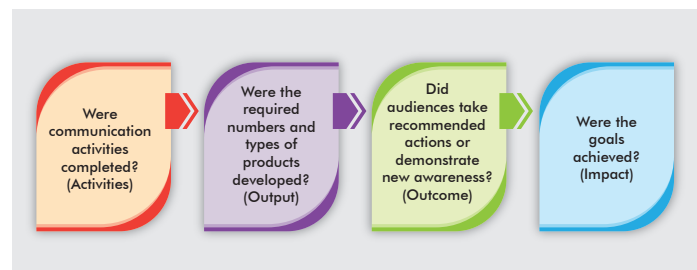 Were
communication
activities
completed?
(Activities)
Were the
required
numbers and
types of
products
developed?
(Output)
Did
audiences take
recommended
actions or
demonstrate
new awareness?
(Outcome)
Were the
goals
achieved?
(Impact)